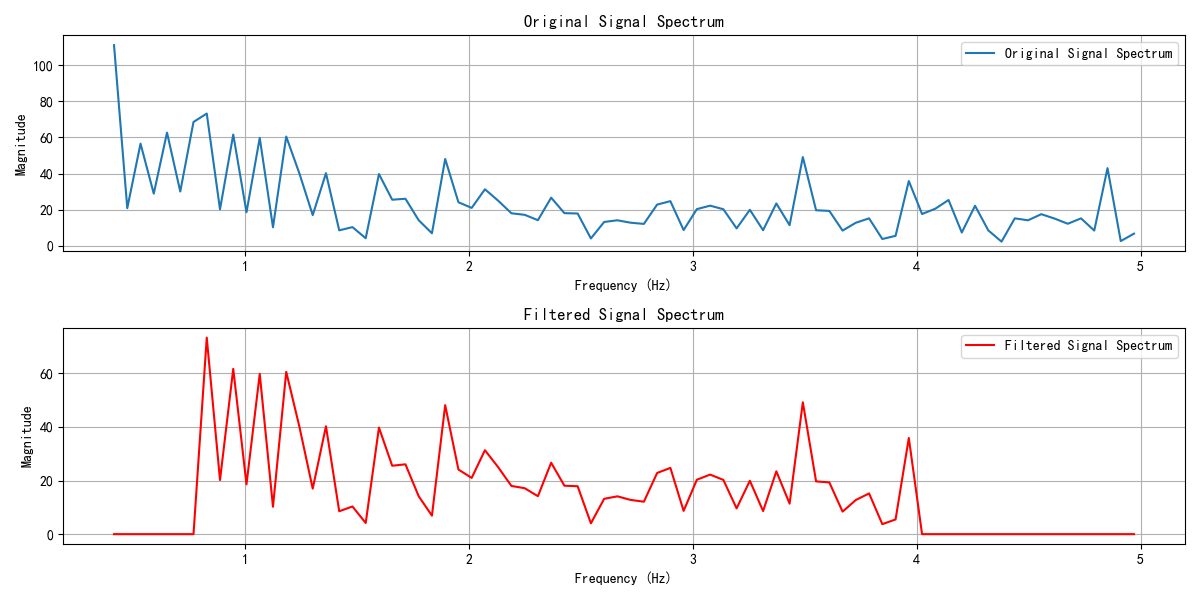 Original Signal Spectrum
Original Signal Spectrum
Magnitude
100
80
60
40
20
0
1 2 3 4 5
Frequency (Hz)
Filtered Signal Spectrum
Filtered Signal Spectrum
Magnitude
60
40
20
0
1 2 3 4 5
Frequency (Hz)